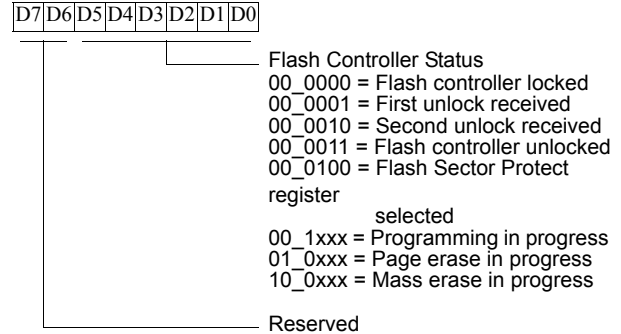 D7 D6 D5 D4 D3 D2 D1 D0
Flash Controller Status
00_0000 = Flash controller locked
00_0001 = First unlock received
00_0010 = Second unlock received
00_0011 = Flash controller unlocked
00_0100 = Flash Sector Protect
register
selected
00_1xxx = Programming in progress
01_0xxx = Page erase in progress
10_0xxx = Mass erase in progress
Reserved